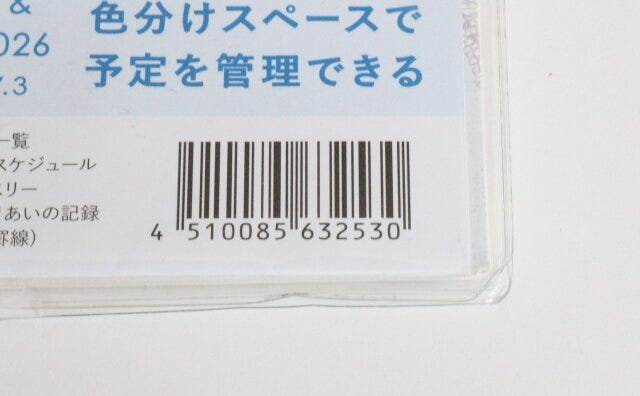 &
色分けスペースで
2026
予定を管理できる
.3
一覧
スケジュール
あいの記録
罫線）
4 510085 632530